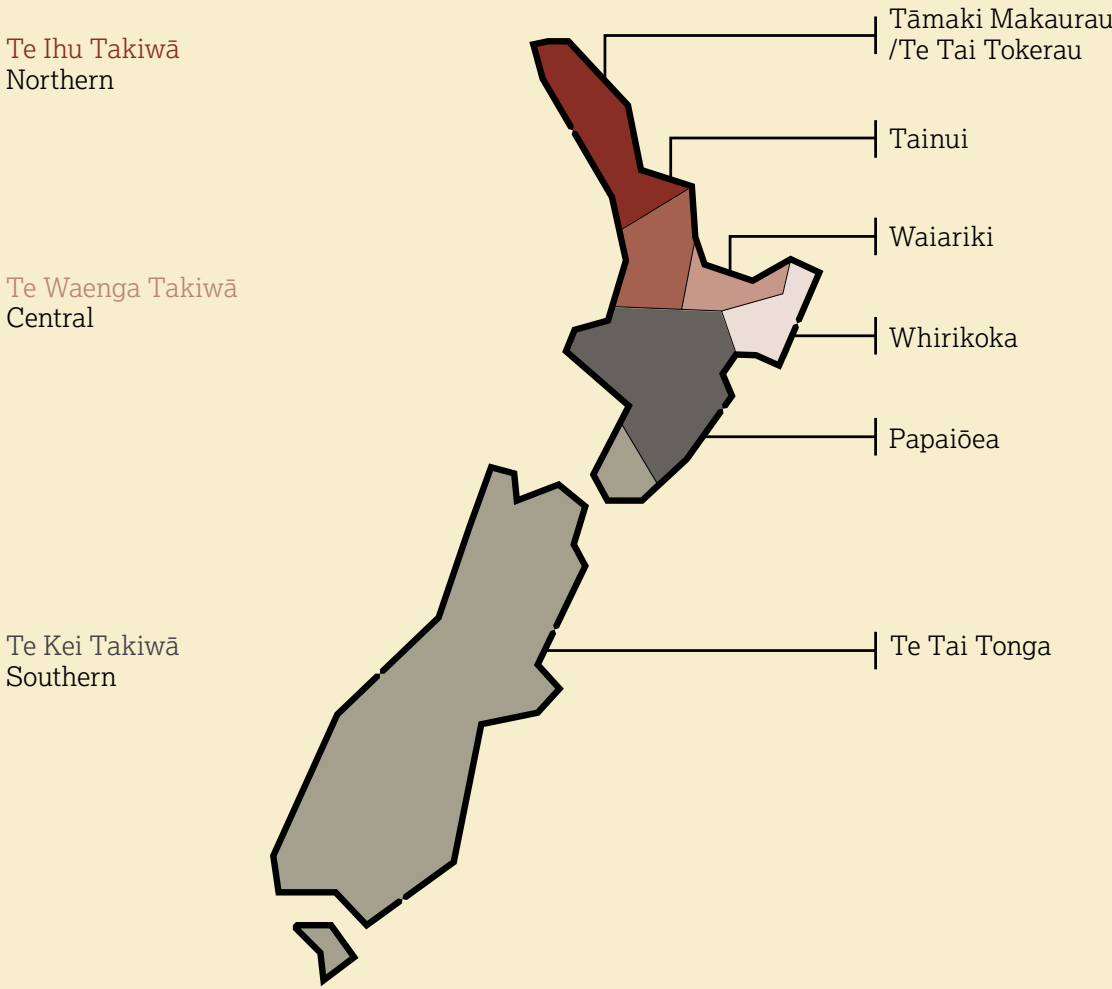 Te Ihu Takiwā
Northern
Te Waenga Takiwā
Central
Te Kei Takiwā
Southern
Tāmaki Makaurau
/Te Tai Tokerau
Tainui
Waiariki
Whirikoka
Papaiōea
Te Tai Tonga